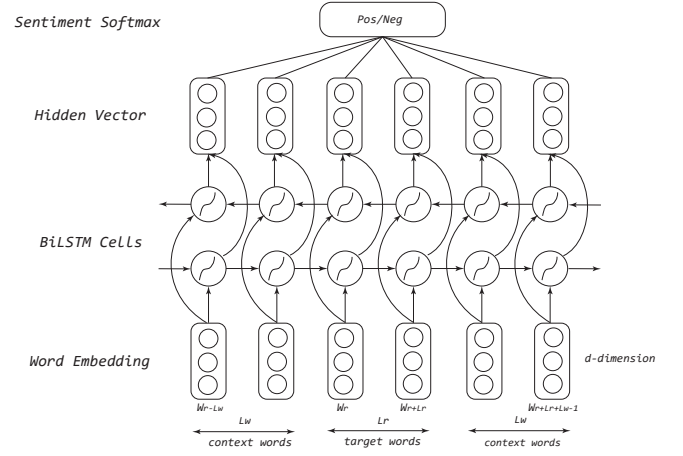 Sentiment Softmax
Pos/Neg
Hidden Vector
BiLSTM Cells
Word Embedding
d-dimension
Wr-Lw
Wr
Wr+Lr
Wr+Lr+Lw-1
Lw
Lr
Lw
context words
target words
context words